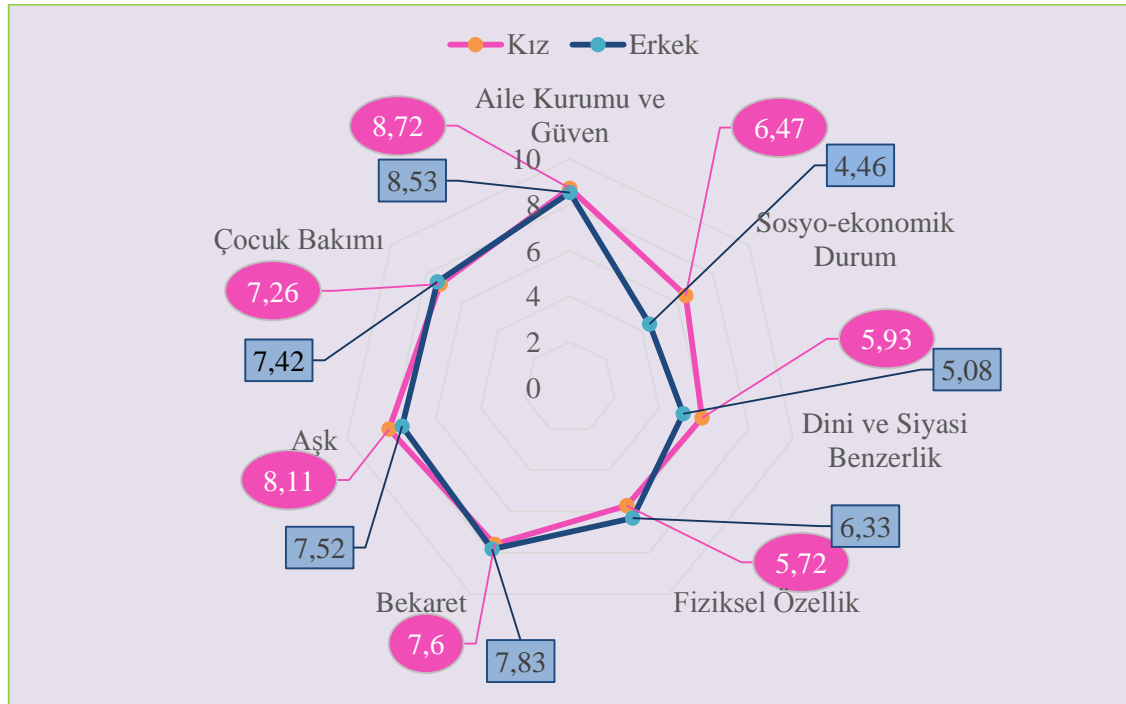 Kız Erkek
Aile Kurumu ve
Güven
8,72
8,53
6,47
4,46
Sosyo-ekonomik
Durum
5,93
5,08
Dini ve Siyasi
Benzerlik
6,33
5,72
Fiziksel Özellik
Bekaret
7,6
7,83
Aşk
8,11
7,52
Çocuk Bakımı
7,26
7,42
10
8
6
4
2
0